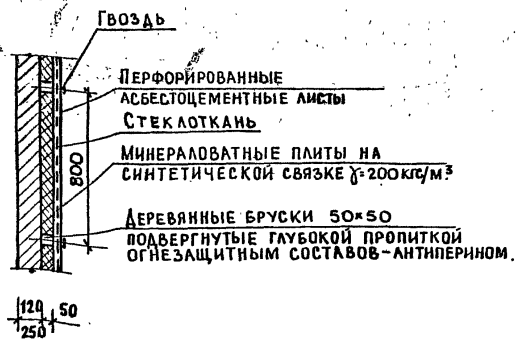 Гвоздь
Перфорированные
асбестоцементные листы
Стеклоткань
Минераловатные плиты на
синтетической связке γ=200кгс/м³
800
Деревянные бруски 50×50
подвергнутые глубокой пропиткой
огнезащитным составов-антиперином.
120 50
250